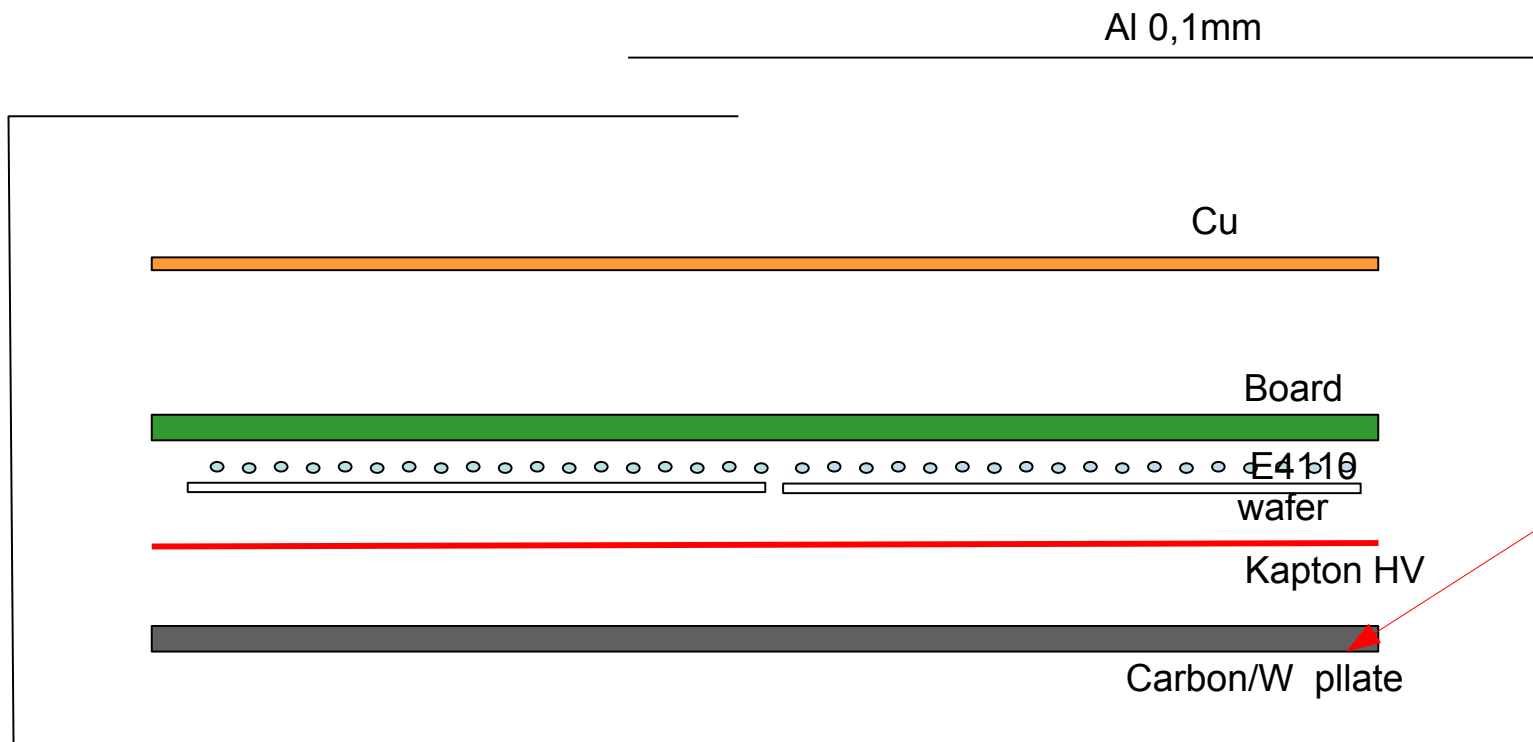 Al 0,1mm
Cu
Board
E4110
wafer
Kapton HV
Carbon/W pllate